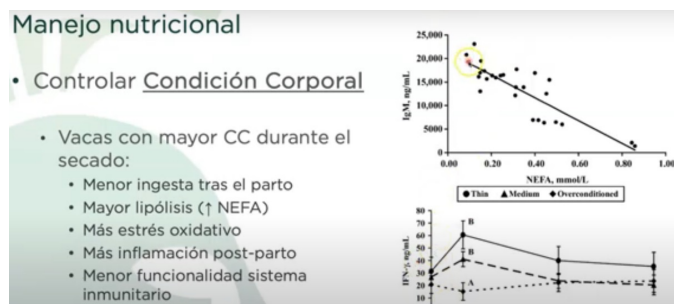 Manejo nutricional
• Controlar Condición Corporal
• Vacas con mayor CC durante el
secado:
• Menor ingesta tras el parto
• Mayor lipólisis (↑ NEFA)
• Más estrés oxidativo
• Más inflamación post-parto
• Menor funcionalidad sistema
inmunitario
IgM, ng/mL
25,000
20,000
15,000
10,000
5000
0
0.00 0.20 0.40 0.60 0.80 1.00
NEFA, mmol/L
Thin Medium Overconditioned
IFN-γ, ng/mL
80
70
60
50
40
30
20
10
B
B
A